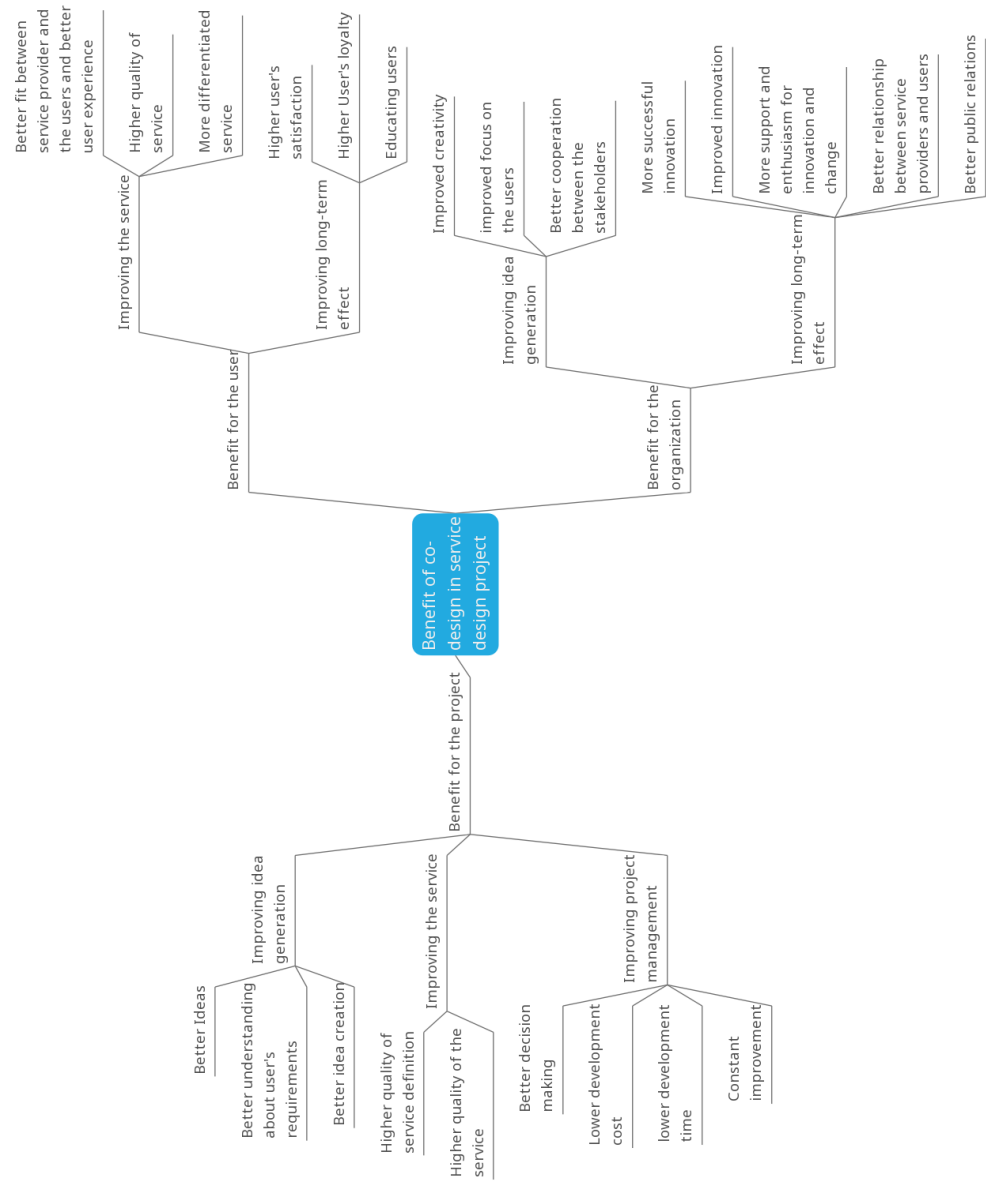 Benefit of co-
design in service
design project
Benefit for the user
Improving the service
Better fit between
service provider and
the users and better
user experience
Higher quality of
service
More differentiated
service
Improving long-term
effect
Higher user's
satisfaction
Higher User's loyalty
Educating users
Benefit for the
organization
Improving idea
generation
Improved creativity
improved focus on
the users
Better cooperation
between the
stakeholders
Improving long-term
effect
More successful
innovation
Improved innovation
More support and
enthusiasm for
innovation and
change
Better relationship
between service
providers and users
Better public relations
Benefit for the project
Improving idea
generation
Better Ideas
Better understanding
about user's
requirements
Better idea creation
Improving the service
Higher quality of
service definition
Higher quality of the
service
Improving project
management
Better decision
making
Lower development
cost
lower development
time
Constant
improvement